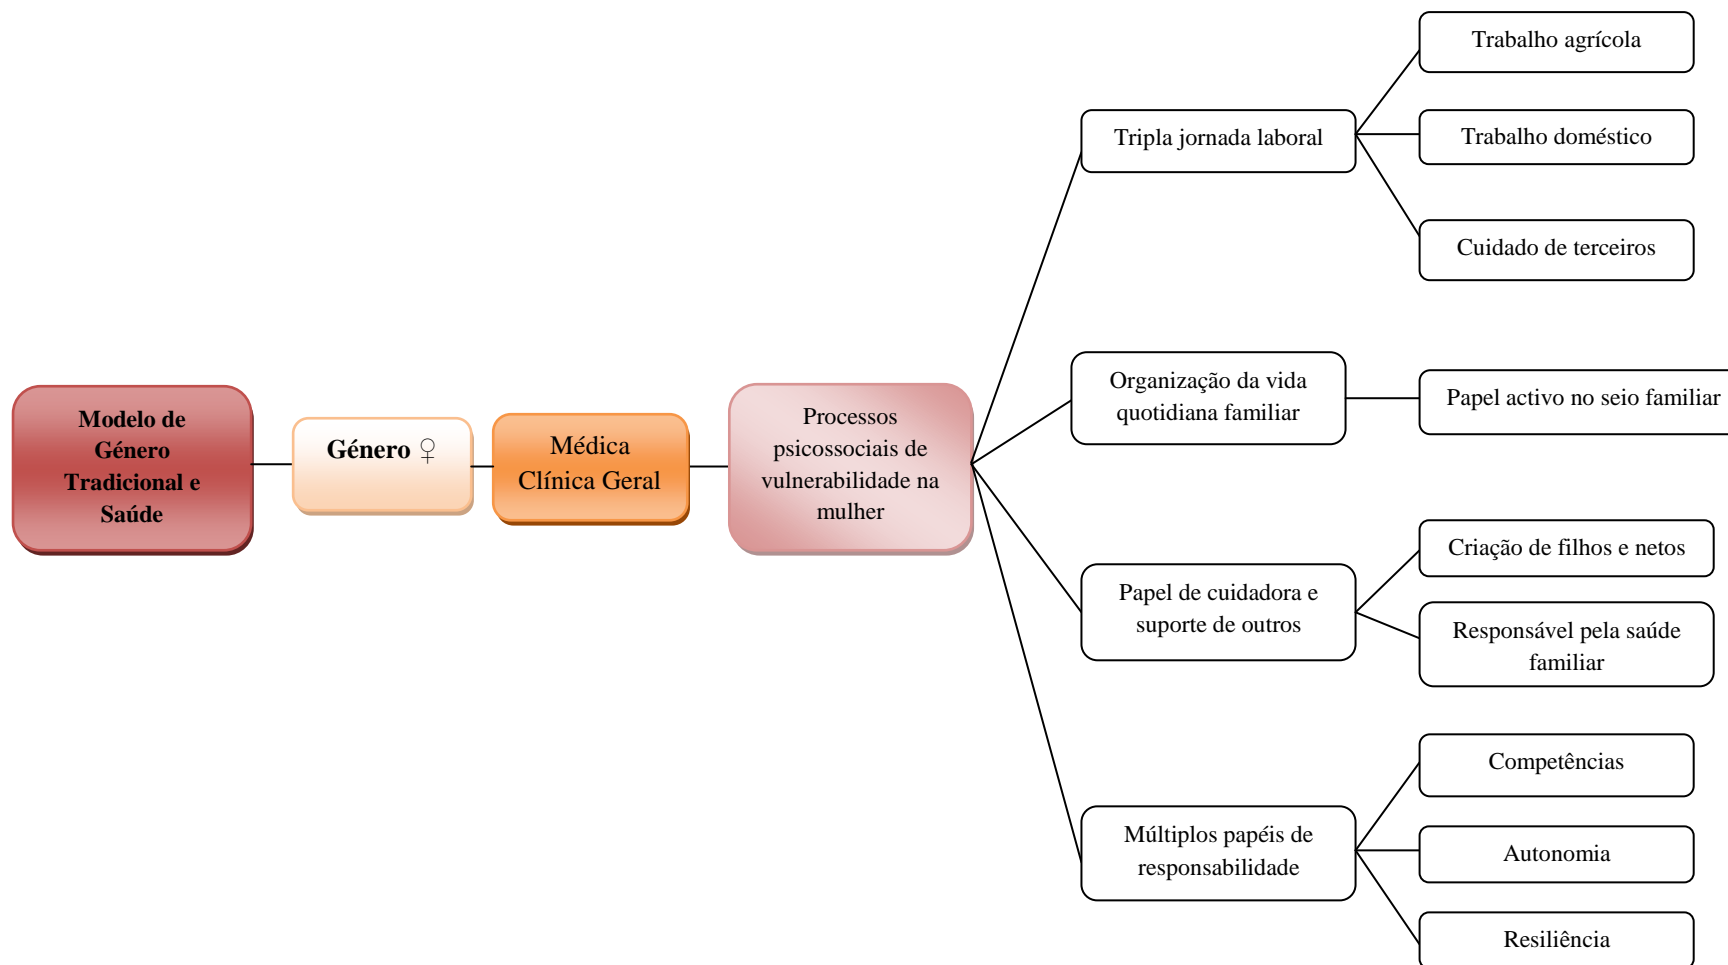 Modelo de
Género
Tradicional e
Saúde
Género ♀
Médica
Clínica Geral
Processos
psicossociais de
vulnerabilidade na
mulher
Tripla jornada laboral
Trabalho agrícola
Trabalho doméstico
Cuidado de terceiros
Organização da vida
quotidiana familiar
Papel activo no seio familiar
Papel de cuidadora e
suporte de outros
Criação de filhos e netos
Responsável pela saúde
familiar
Múltiplos papéis de
responsabilidade
Competências
Autonomia
Resiliência